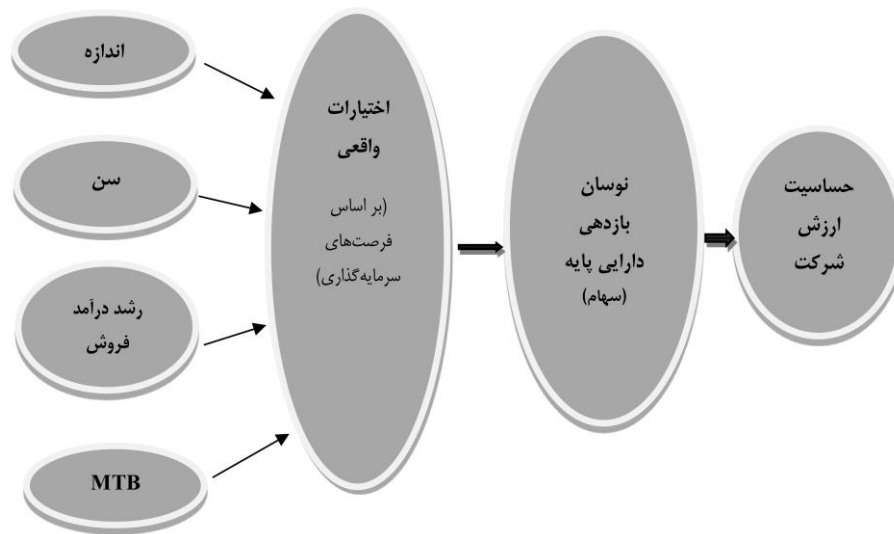 اندازه
سن
رشد درآمد
فروش
MTB
اختیارات
واقعی
(بر اساس
فرصت‌های
سرمایه‌گذاری)
نوسان
بازدهی
دارایی پایه
(سهام)
حساسیت
ارزش
شرکت